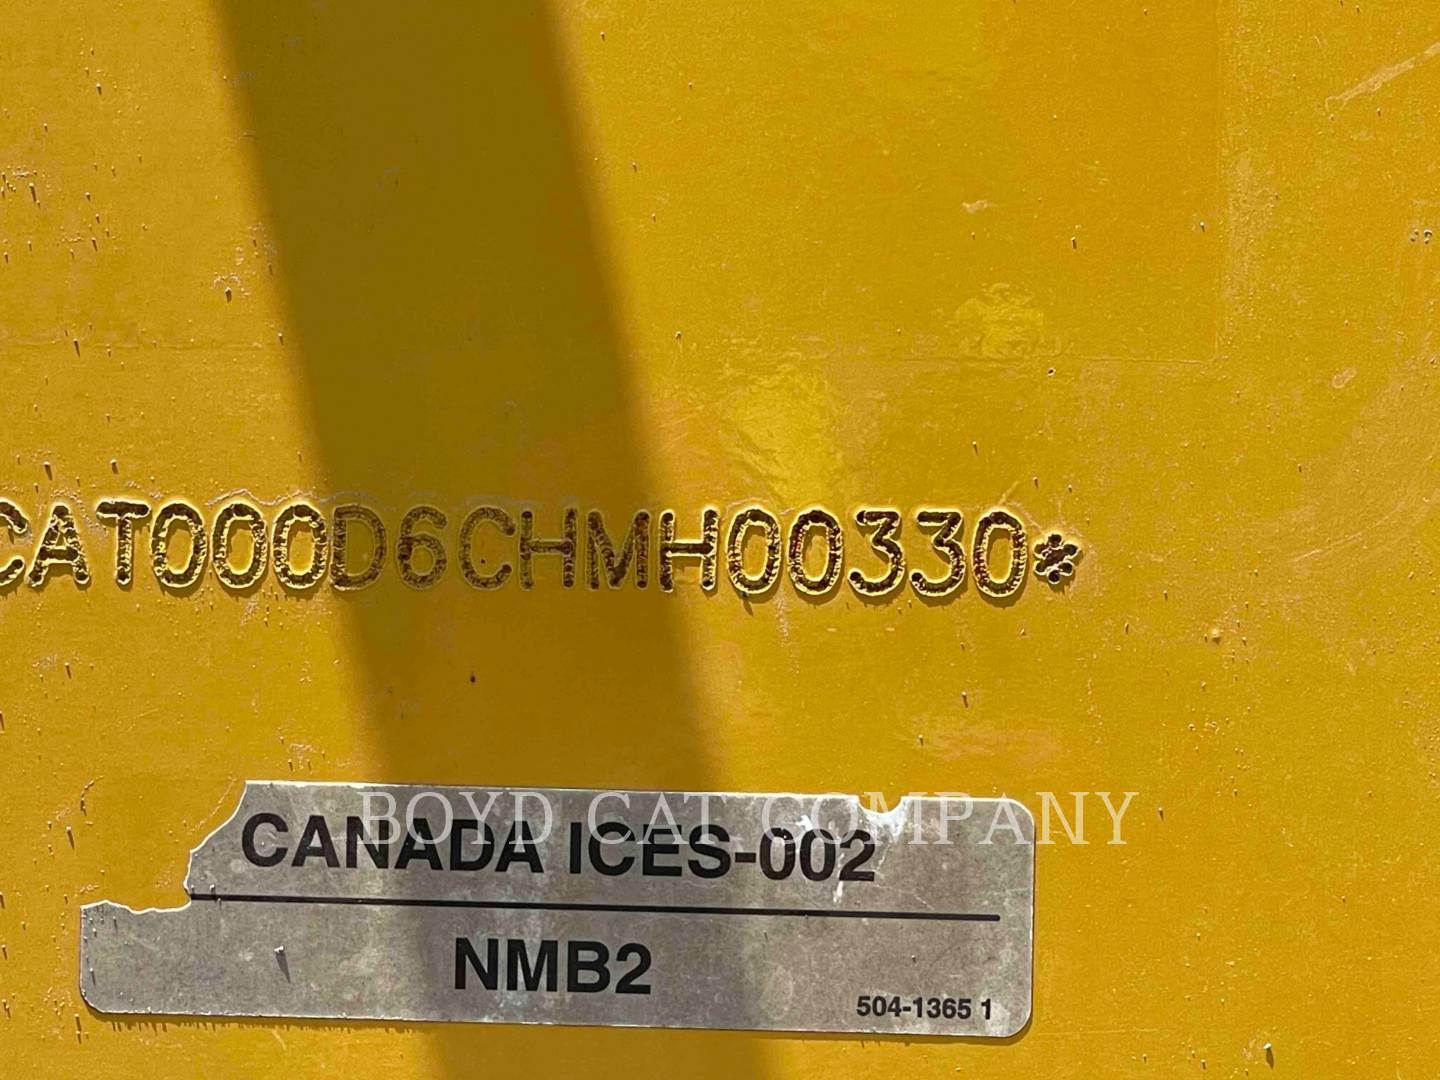 CAT000D6CHMH00330*
CANADA ICES-002
BOYD CAT COMPANY
NMB2
504-1365 1